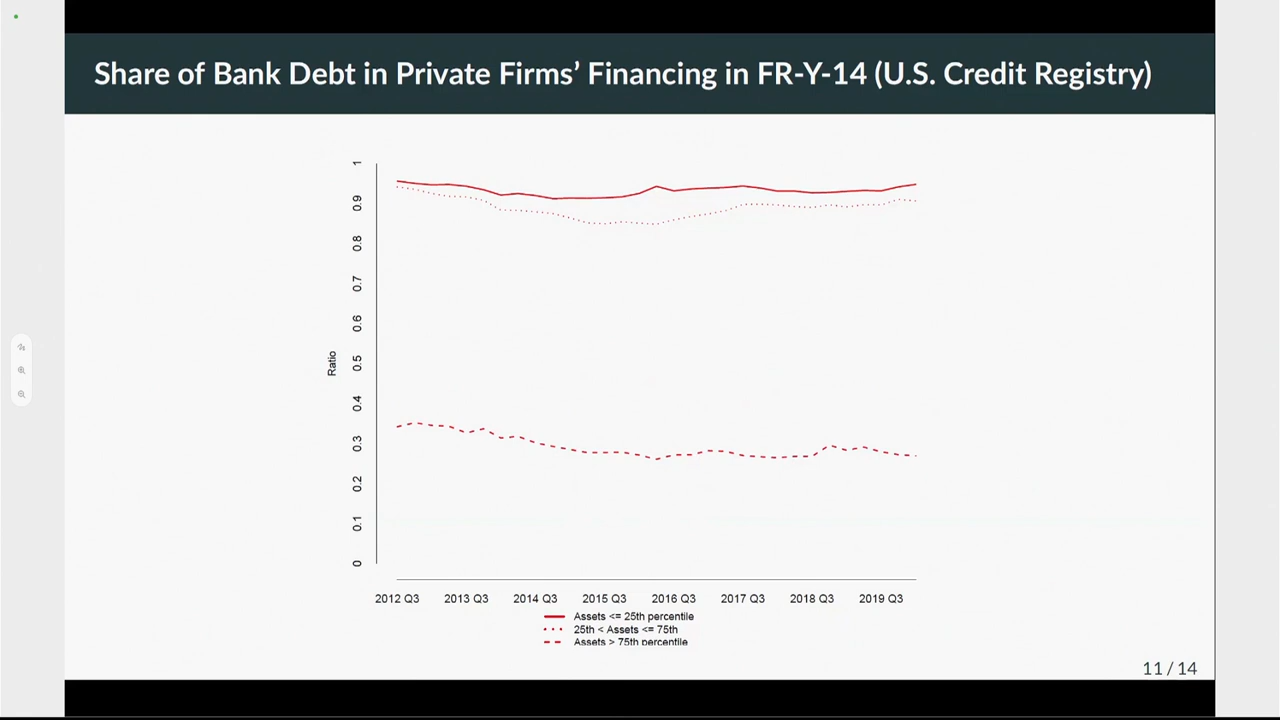 Share of Bank Debt in Private Firms' Financing in FR-Y-14 (U.S. Credit Registry)
1
0.9
0.8
0.7
0.6
0.5
0.4
0.3
0.2
0.1
0
Ratio
2012 Q3 2013 Q3 2014 Q3 2015 Q3 2016 Q3 2017 Q3 2018 Q3 2019 Q3
Assets <= 25th percentile
25th < Assets <= 75th
Assets > 75th percentile
11 / 14